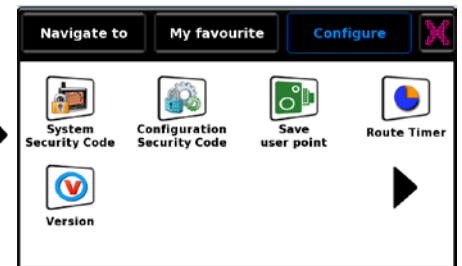 Navigate to
My favourite
Configure
System
Security Code
Configuration
Security Code
Save
user point
Route Timer
Version